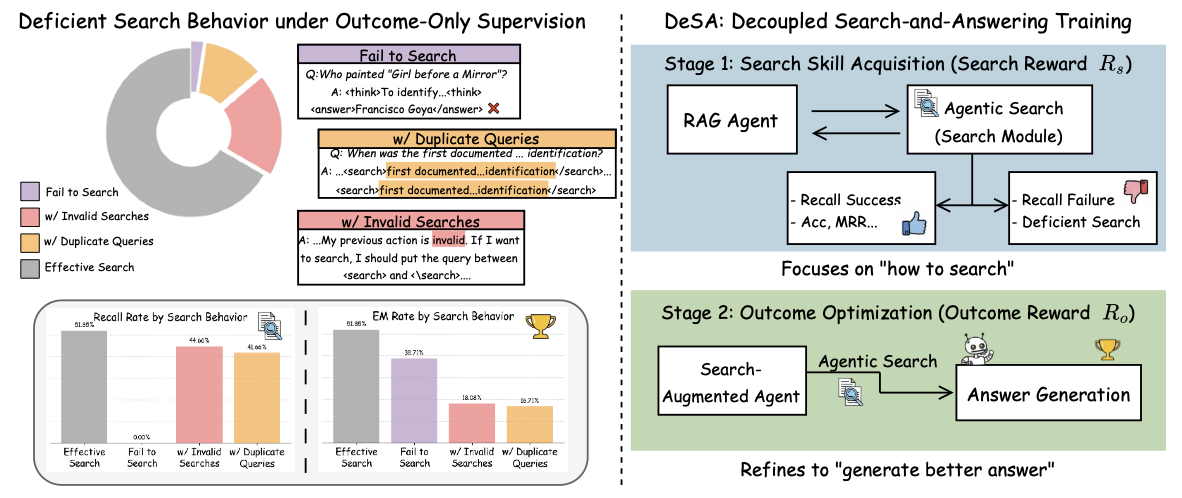 Deficient Search Behavior under Outcome-Only Supervision
Fail to Search
w/ Invalid Searches
w/ Duplicate Queries
Effective Search
Fail to Search
Q:Who painted "Girl before a Mirror"?
A: <think>To identify...<think>
<answer>Francisco Goya</answer>
w/ Duplicate Queries
Q: When was the first documented ... identification?
A: ...<search>first documented...identification</search>...
<search>first documented...identification</search>
w/ Invalid Searches
A: ...My previous action is invalid. If I want
to search, I should put the query between
<search> and <\search>....
Recall Rate by Search Behavior
51.85%
0.00%
44.66%
41.66%
Effective
Search
Fail to
Search
w/ Invalid
Searches
w/ Duplicate
Queries
EM Rate by Search Behavior
51.85%
18.08%
Effective
Search
Fail to
Search
w/ Invalid
Searches
w/ Duplicate
Queries
DeSA: Decoupled Search-and-Answering Training
Stage 1: Search Skill Acquisition (Search Reward Rs)
RAG Agent
Agentic Search
(Search Module)
- Recall Success
- Acc, MRR...
- Recall Failure
- Deficient Search
Focuses on "how to search"
Stage 2: Outcome Optimization (Outcome Reward Ro)
Search-
Augmented Agent
Agentic Search
Answer Generation
Refines to "generate better answer"